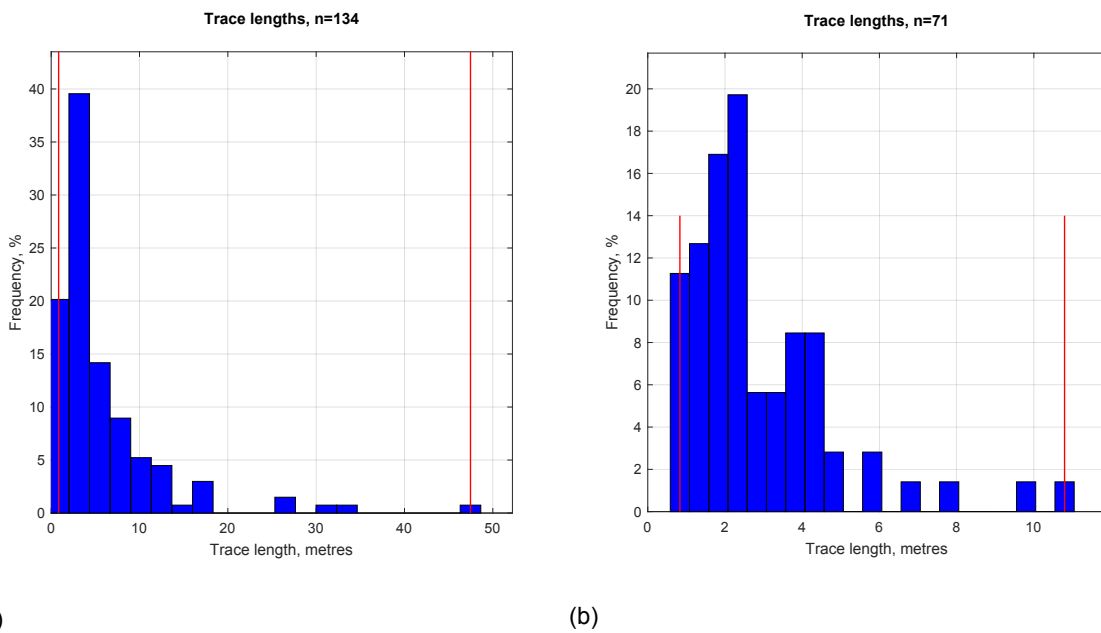 Trace lengths, n=134
Frequency, %
40
35
30
25
20
15
10
5
0
0 10 20 30 40 50
Trace length, metres
)
Trace lengths, n=71
Frequency, %
20
18
16
14
12
10
8
6
4
2
0
0 2 4 6 8 10
Trace length, metres
(b)